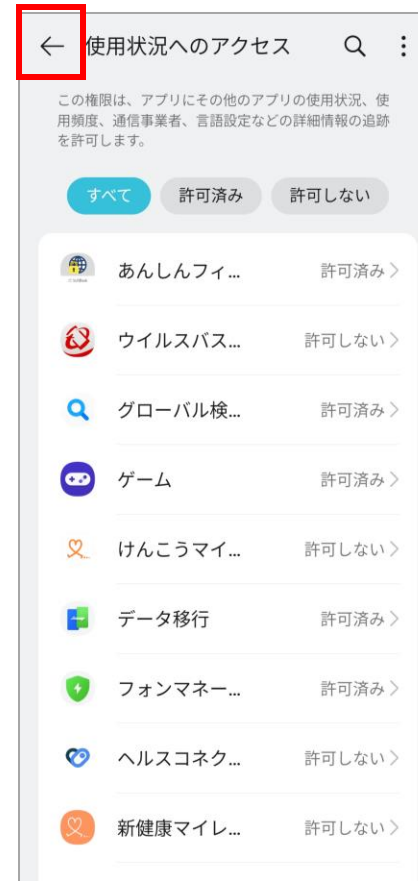 使用状況へのアクセス
この権限は、アプリにその他のアプリの使用状況、使
用頻度、通信事業者、言語設定などの詳細情報の追跡
を許可します。
すべて 許可済み 許可しない
あんしんフィ... 許可済み
ウイルスバス... 許可しない
グローバル検... 許可済み
ゲーム 許可済み
けんこうマイ... 許可しない
データ移行 許可済み
フォンマネー... 許可済み
ヘルスコネク... 許可しない
新健康マイレ... 許可しない